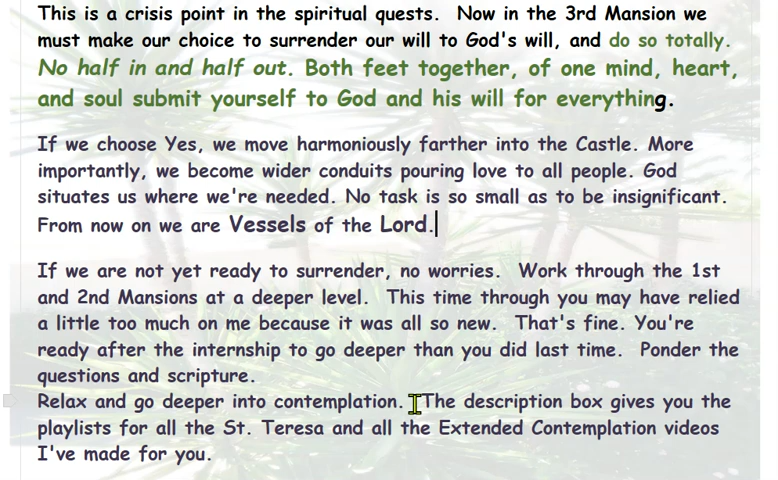 This is a crisis point in the spiritual quests.  Now in the 3rd Mansion we
must make our choice to surrender our will to God's will, and do so totally.
No half in and half out. Both feet together, of one mind, heart,
and soul submit yourself to God and his will for everything.
If we choose Yes, we move harmoniously farther into the Castle. More
importantly, we become wider conduits pouring love to all people. God
situates us where we're needed. No task is so small as to be insignificant.
From now on we are Vessels of the Lord.
If we are not yet ready to surrender, no worries.  Work through the 1st
and 2nd Mansions at a deeper level.  This time through you may have relied
a little too much on me because it was all so new.  That's fine. You're
ready after the internship to go deeper than you did last time.  Ponder the
questions and scripture.
Relax and go deeper into contemplation.  The description box gives you the
playlists for all the St. Teresa and all the Extended Contemplation videos
I've made for you.